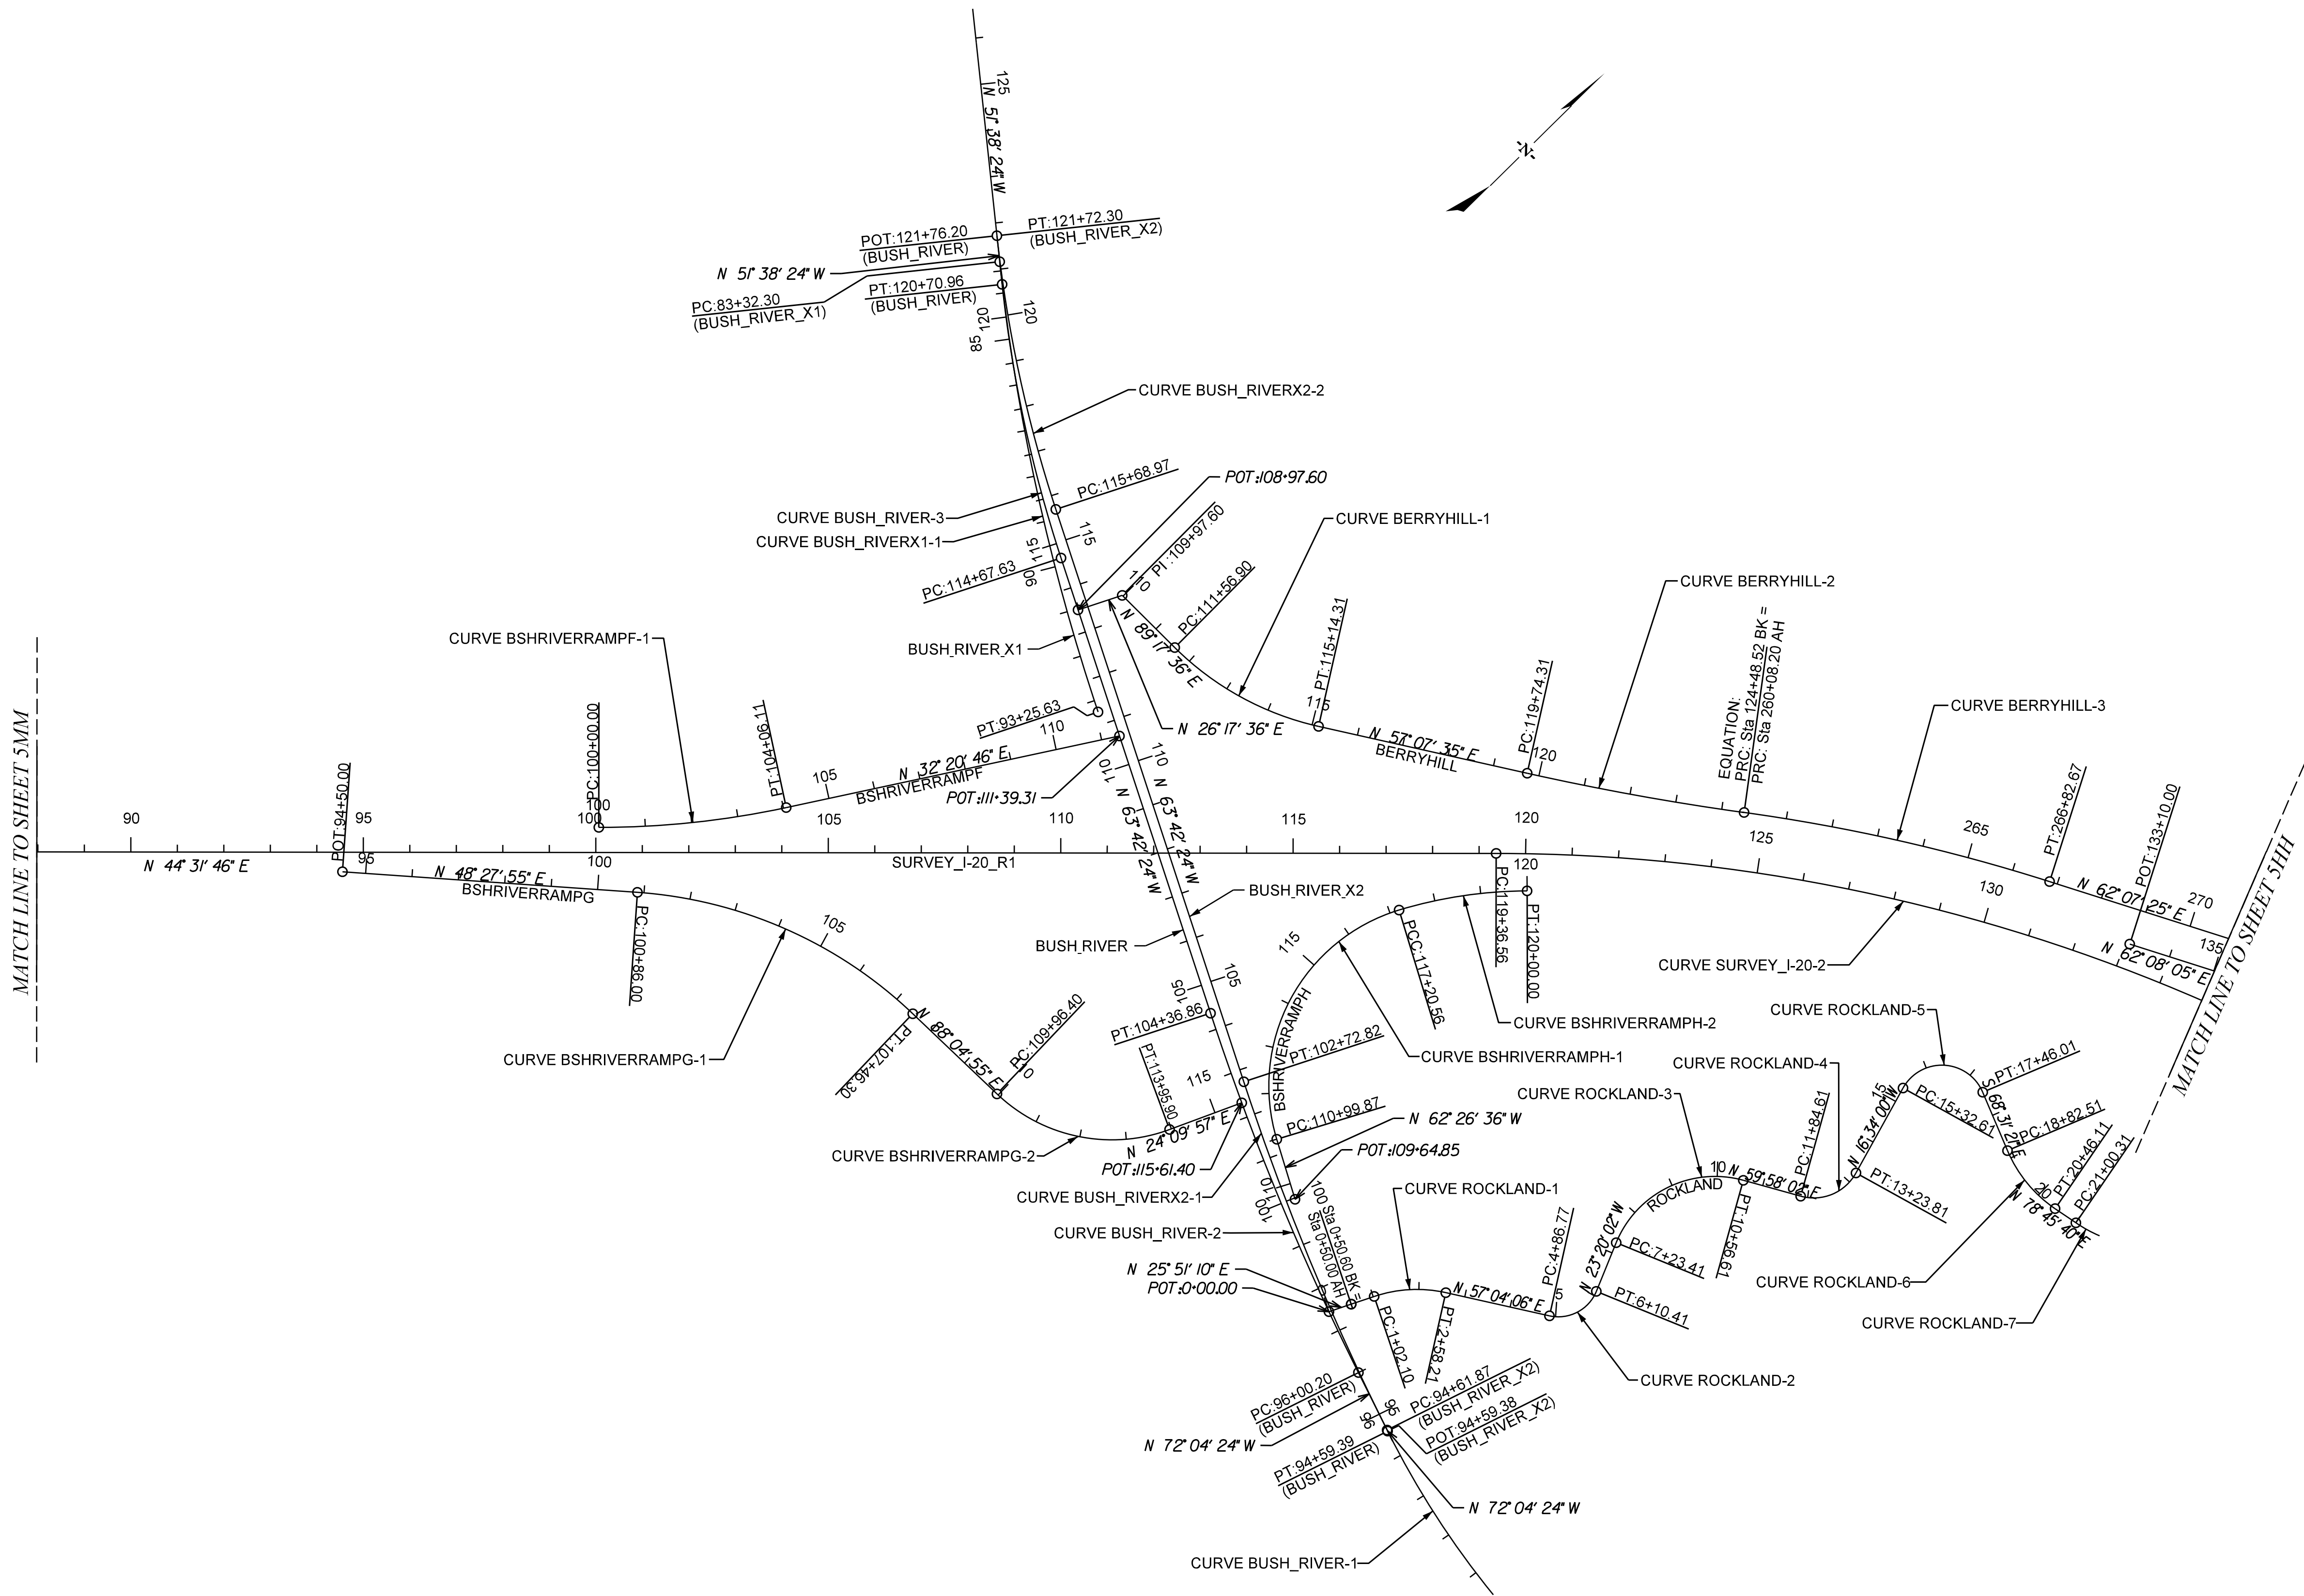 125
N 51° 38' 24" W
-N-
POT:121+76.20
(BUSH_RIVER)
PT:121+72.30
(BUSH_RIVER_X2)
N 51° 38' 24" W
PC:83+32.30
(BUSH_RIVER_X1)
PT:120+70.96
(BUSH_RIVER)
120
120
85
CURVE BUSH_RIVERX2-2
PC:115+68.97
POT:108+97.60
CURVE BUSH_RIVER-3
CURVE BUSH_RIVERX1-1
115
115
90
PC:114+67.63
110
PI :109+97.60
CURVE BERRYHILL-1
PC:111+56.90
N 89° 17' 36" E
CURVE BERRYHILL-2
EQUATION:
PRC: Sta 124+48.52 BK =
PRC: Sta 260+08.20 AH
CURVE BSHRIVERRAMPF-1
BUSH_RIVER_X1
PT:115+14.31
115
PC:119+74.31
120
CURVE BERRYHILL-3
PT:93+25.63
N 26° 17' 36" E
N 57° 07' 35" E
BERRYHILL
MATCH LINE TO SHEET 5MM
POT:94+50.00
PC:100+00.00
100
PT:104+06.11
105
N 32° 20' 46" E
BSHRIVERRAMPF
110
POT:111+39.31
110
110
N 63° 42' 24" W
N 63° 42' 24" W
PT:266+82.67
POT:133+10.00
90
95
100
105
110
115
120
125
265
N 44° 31' 46" E
95
N 48° 27' 55" E
BSHRIVERRAMPG
100
SURVEY_I-20_R1
120
130
N 62° 07' 25" E
270
135
N 62° 08' 05" E
MATCH LINE TO SHEET 5HH
PC:100+86.00
105
BUSH_RIVER_X2
BUSH_RIVER
115
PCC:117+20.56
PC:119+36.56
PT:120+00.00
CURVE SURVEY_I-20-2
105
105
BSHRIVERRAMPH
CURVE BSHRIVERRAMPH-2
CURVE ROCKLAND-5
CURVE BSHRIVERRAMPG-1
PT:107+46.30
N 88° 04' 55" E
PC:109+96.40
110
PT:104+36.86
PT:113+95.90
115
PT:102+72.82
CURVE BSHRIVERRAMPH-1
CURVE ROCKLAND-4
CURVE ROCKLAND-3
15
PT:17+46.01
PC:15+32.61
S 68° 31' 21" E
PC:18+82.51
PC:110+99.87
N 62° 26' 36" W
CURVE BSHRIVERRAMPG-2
N 24° 09' 57" E
POT:115+61.40
POT:109+64.85
CURVE BUSH_RIVERX2-1
110
100
100
Sta 0+50.60 BK =
Sta 0+50.00 AH
CURVE ROCKLAND-1
ROCKLAND
10
N 59° 58' 02" E
PC:11+84.61
N 16° 34' 00" W
PT:13+23.81
20
PT:20+46.11
PC:21+00.31
N 78° 45' 40" E
CURVE BUSH_RIVER-2
N 25° 51' 10" E
POT:0+00.00
PC:4+86.77
N 23° 20' 02" W
PC:7+23.41
PT:10+56.61
CURVE ROCKLAND-6
N 57° 04' 06" E
5
PT:6+10.41
CURVE ROCKLAND-7
PC:1+02.10
PT:2+58.21
CURVE ROCKLAND-2
PC:96+00.20
(BUSH_RIVER)
N 72° 04' 24" W
95
96
PC:94+61.87
(BUSH_RIVER_X2)
POT:94+59.38
(BUSH_RIVER_X2)
PT:94+59.39
(BUSH_RIVER)
N 72° 04' 24" W
CURVE BUSH_RIVER-1